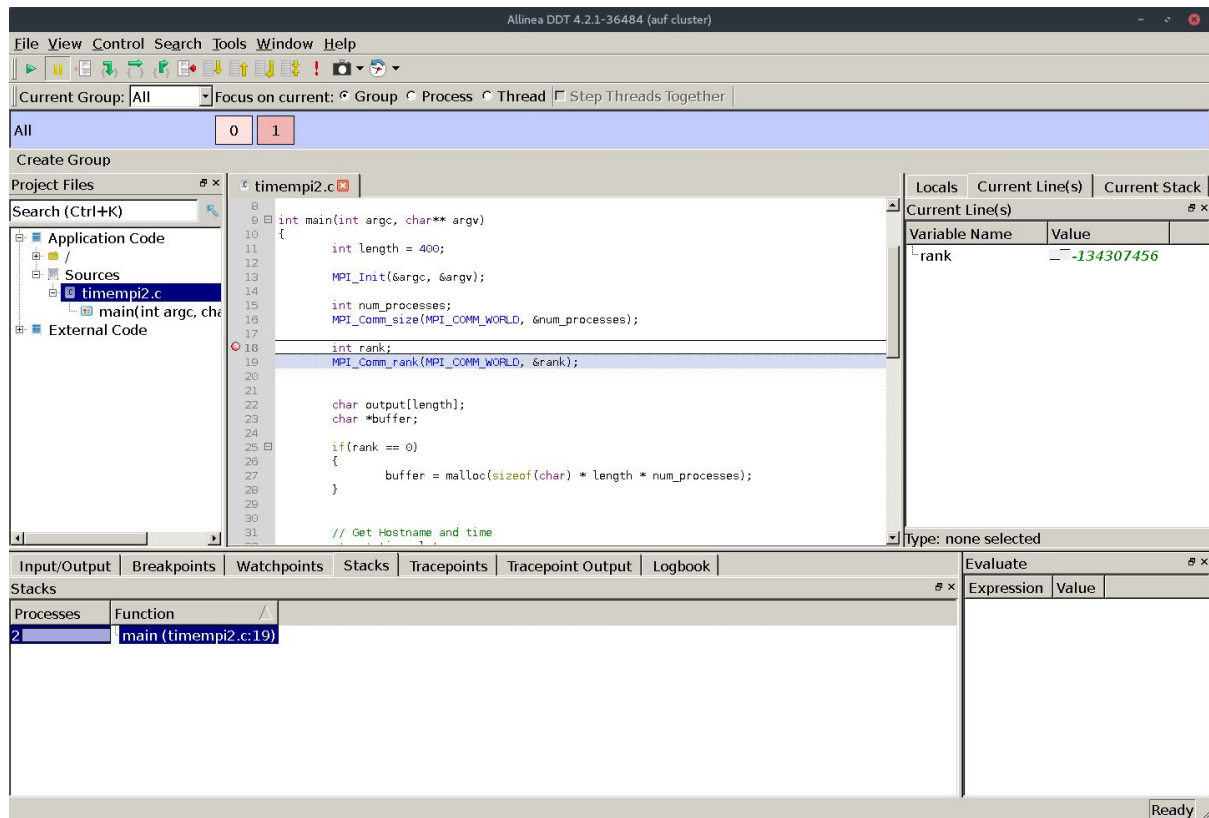 Allinea DDT 4.2.1-36484 (auf cluster)
File View Control Search Tools Window Help
Current Group: All Focus on current: Group Process Thread Step Threads Together
All 0 1
Create Group
Project Files
Search (Ctrl+K)
Application Code
/
Sources
timempi2.c
main(int argc, cha
External Code
timempi2.c
8
9 int main(int argc, char** argv)
10 {
11 int length = 400;
12
13 MPI_Init(&argc, &argv);
14
15 int num_processes;
16 MPI_Comm_size(MPI_COMM_WORLD, &num_processes);
17
18 int rank;
19 MPI_Comm_rank(MPI_COMM_WORLD, &rank);
20
21
22 char output[length];
23 char *buffer;
24
25 if(rank == 0)
26 {
27 buffer = malloc(sizeof(char) * length * num_processes);
28 }
29
30
31 // Get Hostname and time
Locals Current Line(s) Current Stack
Current Line(s)
Variable Name Value
rank -134307456
Type: none selected
Input/Output Breakpoints Watchpoints Stacks Tracepoints Tracepoint Output Logbook
Stacks
Processes Function
2 main (timempi2.c:19)
Evaluate
Expression Value
Ready